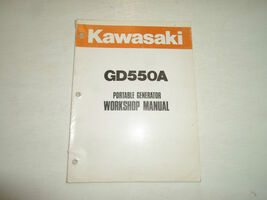 Kawasaki
GD550A
PORTABLE GENERATOR
WORKSHOP MANUAL